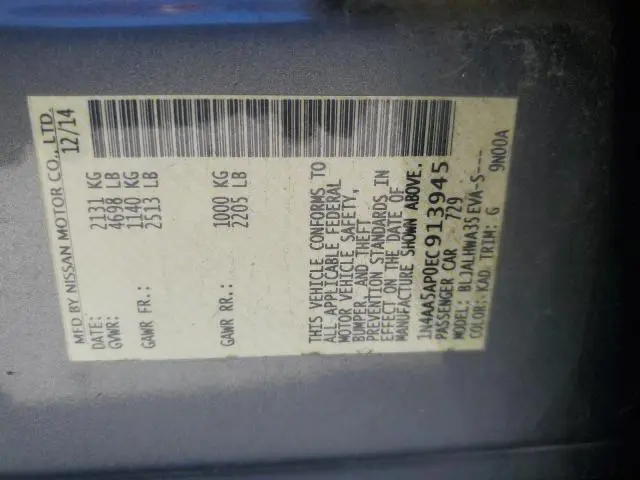 MFD BY NISSAN MOTOR CO., LTD.
DATE: 12/14
GVWR: 2131 KG
4698 LB
GAWR FR.: 1140 KG
2513 LB
GAWR RR.: 1000 KG
2205 LB
THIS VEHICLE CONFORMS TO
ALL APPLICABLE FEDERAL
MOTOR VEHICLE SAFETY,
BUMPER, AND THEFT
PREVENTION STANDARDS IN
EFFECT ON THE DATE OF
MANUFACTURE SHOWN ABOVE.
1N4AA5AP0EC913945
PASSENGER CAR 729
MODEL: BLJALHWA35EVA-S---
COLOR: KAD TRIM: G 9N00A